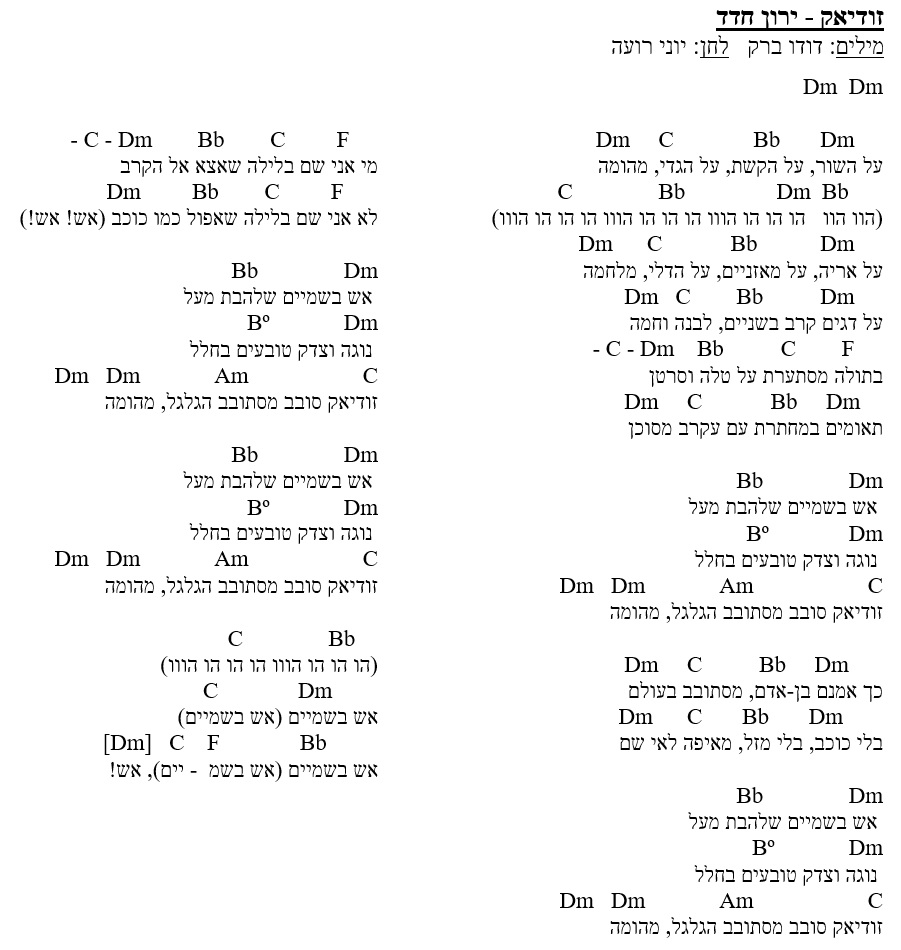 זודיאק - ירון חדד
מילים: דודו ברק לחן: יוני רועה
Dm Dm
Dm C Bb Dm
על השור, על הקשת, על הגדי, מהומה
C Bb Dm Bb
(הוו הוו הו הו הו הווו הו הו הו הווו הו הו הו הווו)
Dm C Bb Dm
על אריה, על מאזניים, על הדלי, מלחמה
Dm C Bb Dm
על דגים קרב בשניים, לבנה וחמה
- C - Dm Bb C F
בתולה מסתערת על טלה וסרטן
Dm C Bb Dm
תאומים במחתרת עם עקרב מסוכן
Bb Dm
אש בשמיים שלהבת מעל
Bº Dm
נוגה וצדק טובעים בחלל
Dm Dm Am C
זודיאק סובב מסתובב הגלגל, מהומה
Dm C Bb Dm
כך אמנם בן-אדם, מסתובב בעולם
Dm C Bb Dm
בלי כוכב, בלי מזל, מאיפה לאי שם
Bb Dm
אש בשמיים שלהבת מעל
Bº Dm
נוגה וצדק טובעים בחלל
Dm Dm Am C
זודיאק סובב מסתובב הגלגל, מהומה
- C - Dm Bb C F
מי אני שם בלילה שאצא אל הקרב
Dm Bb C F
לא אני שם בלילה שאפול כמו כוכב (אש! אש!)
Bb Dm
אש בשמיים שלהבת מעל
Bº Dm
נוגה וצדק טובעים בחלל
Dm Dm Am C
זודיאק סובב מסתובב הגלגל, מהומה
Bb Dm
אש בשמיים שלהבת מעל
Bº Dm
נוגה וצדק טובעים בחלל
Dm Dm Am C
זודיאק סובב מסתובב הגלגל, מהומה
C Bb
(הו הו הו הווו הו הו הו הווו)
C Dm
אש בשמיים (אש בשמיים)
[Dm] C F Bb
אש בשמיים (אש בשמ - יים), אש!